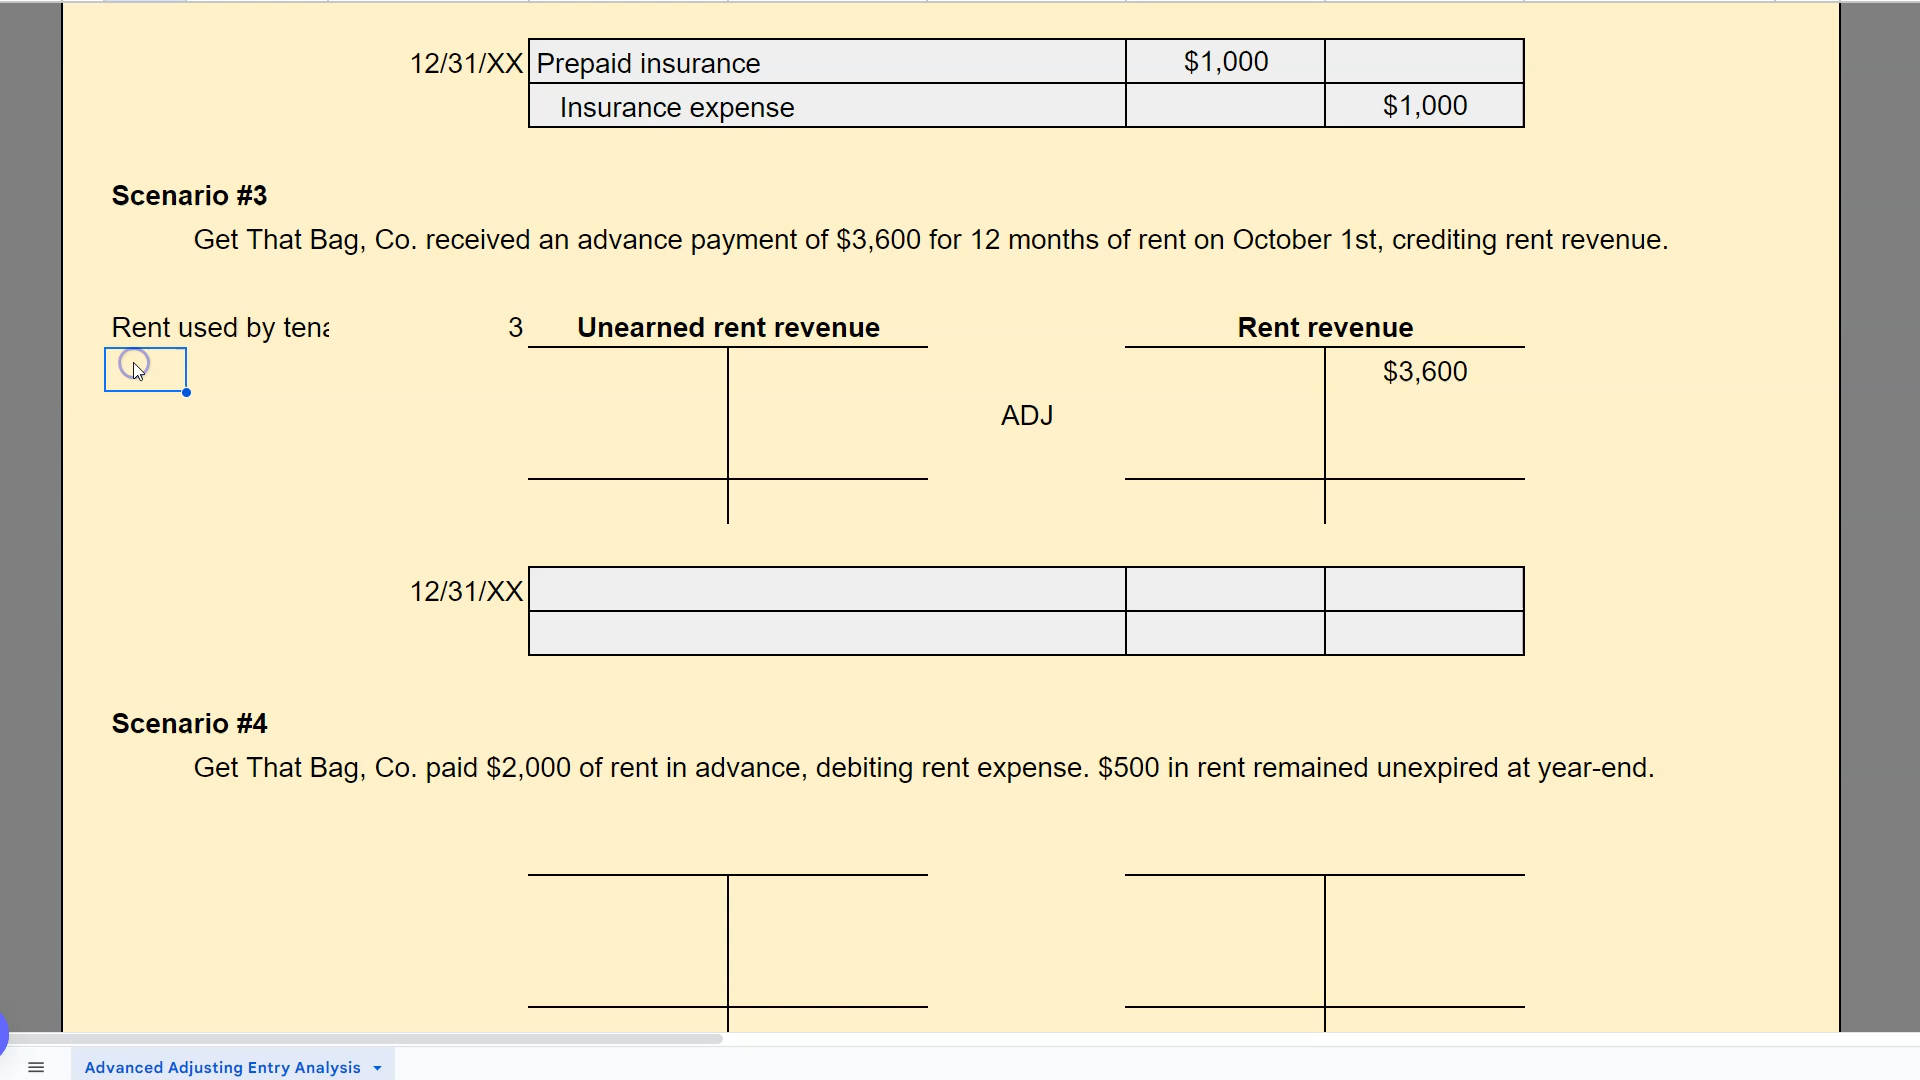 12/31/XX Prepaid insurance $1,000
Insurance expense $1,000
Scenario #3
Get That Bag, Co. received an advance payment of $3,600 for 12 months of rent on October 1st, crediting rent revenue.
Rent used by tena 3 Unearned rent revenue Rent revenue
$3,600
ADJ
12/31/XX
Scenario #4
Get That Bag, Co. paid $2,000 of rent in advance, debiting rent expense. $500 in rent remained unexpired at year-end.
Advanced Adjusting Entry Analysis